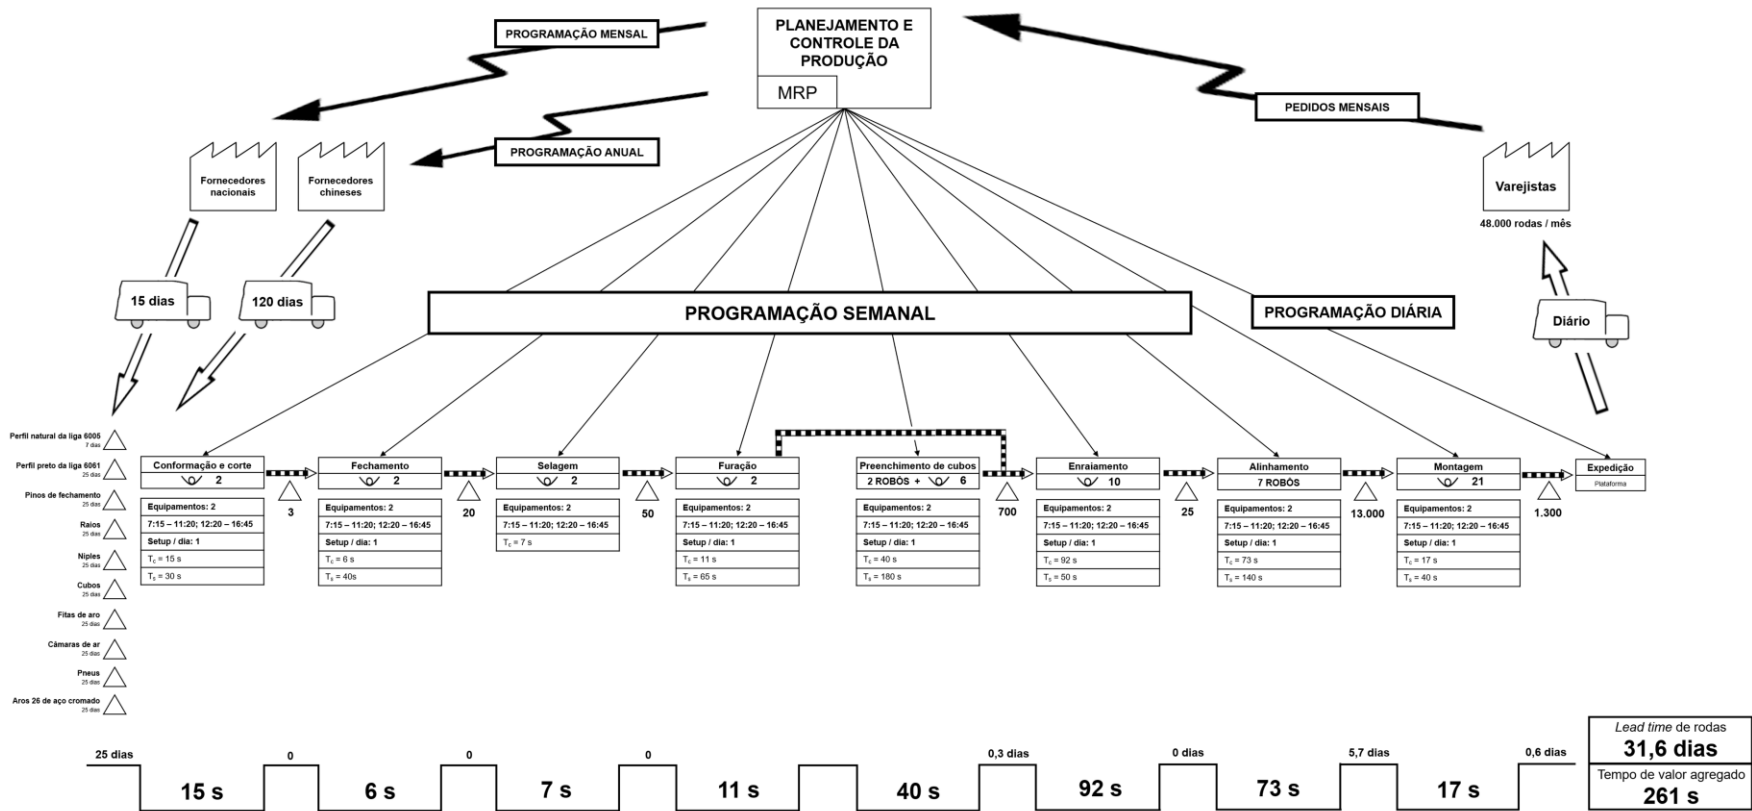 PLANEJAMENTO E
CONTROLE DA
PRODUÇÃO
MRP
PROGRAMAÇÃO MENSAL
PROGRAMAÇÃO ANUAL
PEDIDOS MENSAIS
Fornecedores
nacionais
Fornecedores
chineses
Varejistas
48.000 rodas / mês
15 dias
120 dias
PROGRAMAÇÃO SEMANAL
PROGRAMAÇÃO DIÁRIA
Diário
Perfil natural da liga 6005
7 dias
Perfil preto da liga 6061
25 dias
Pinos de fechamento
25 dias
Raios
25 dias
Niples
25 dias
Cubos
25 dias
Fitas de aro
25 dias
Câmaras de ar
25 dias
Pneus
25 dias
Aros 26 de aço cromado
25 dias
Conformação e corte
2
Equipamentos: 2
7:15 – 11:20; 12:20 – 16:45
Setup / dia: 1
Tc = 15 s
Ts = 30 s
3
Fechamento
2
Equipamentos: 2
7:15 – 11:20; 12:20 – 16:45
Setup / dia: 1
Tc = 6 s
Ts = 40s
20
Selagem
2
Equipamentos: 2
7:15 – 11:20; 12:20 – 16:45
Tc = 7 s
50
Furação
2
Equipamentos: 2
7:15 – 11:20; 12:20 – 16:45
Setup / dia: 1
Tc = 11 s
Ts = 65 s
Preenchimento de cubos
2 ROBÔS + 6
Equipamentos: 2
7:15 – 11:20; 12:20 – 16:45
Setup / dia: 1
Tc = 40 s
Ts = 180 s
700
Enraiamento
10
Equipamentos: 2
7:15 – 11:20; 12:20 – 16:45
Setup / dia: 1
Tc = 92 s
Ts = 50 s
25
Alinhamento
7 ROBÔS
Equipamentos: 2
7:15 – 11:20; 12:20 – 16:45
Setup / dia: 1
Tc = 73 s
Ts = 140 s
13.000
Montagem
21
Equipamentos: 2
7:15 – 11:20; 12:20 – 16:45
Setup / dia: 1
Tc = 17 s
Ts = 40 s
1.300
Expedição
Plataforma
25 dias
0
0
0
0,3 dias
0 dias
5,7 dias
0,6 dias
15 s
6 s
7 s
11 s
40 s
92 s
73 s
17 s
Lead time de rodas
31,6 dias
Tempo de valor agregado
261 s